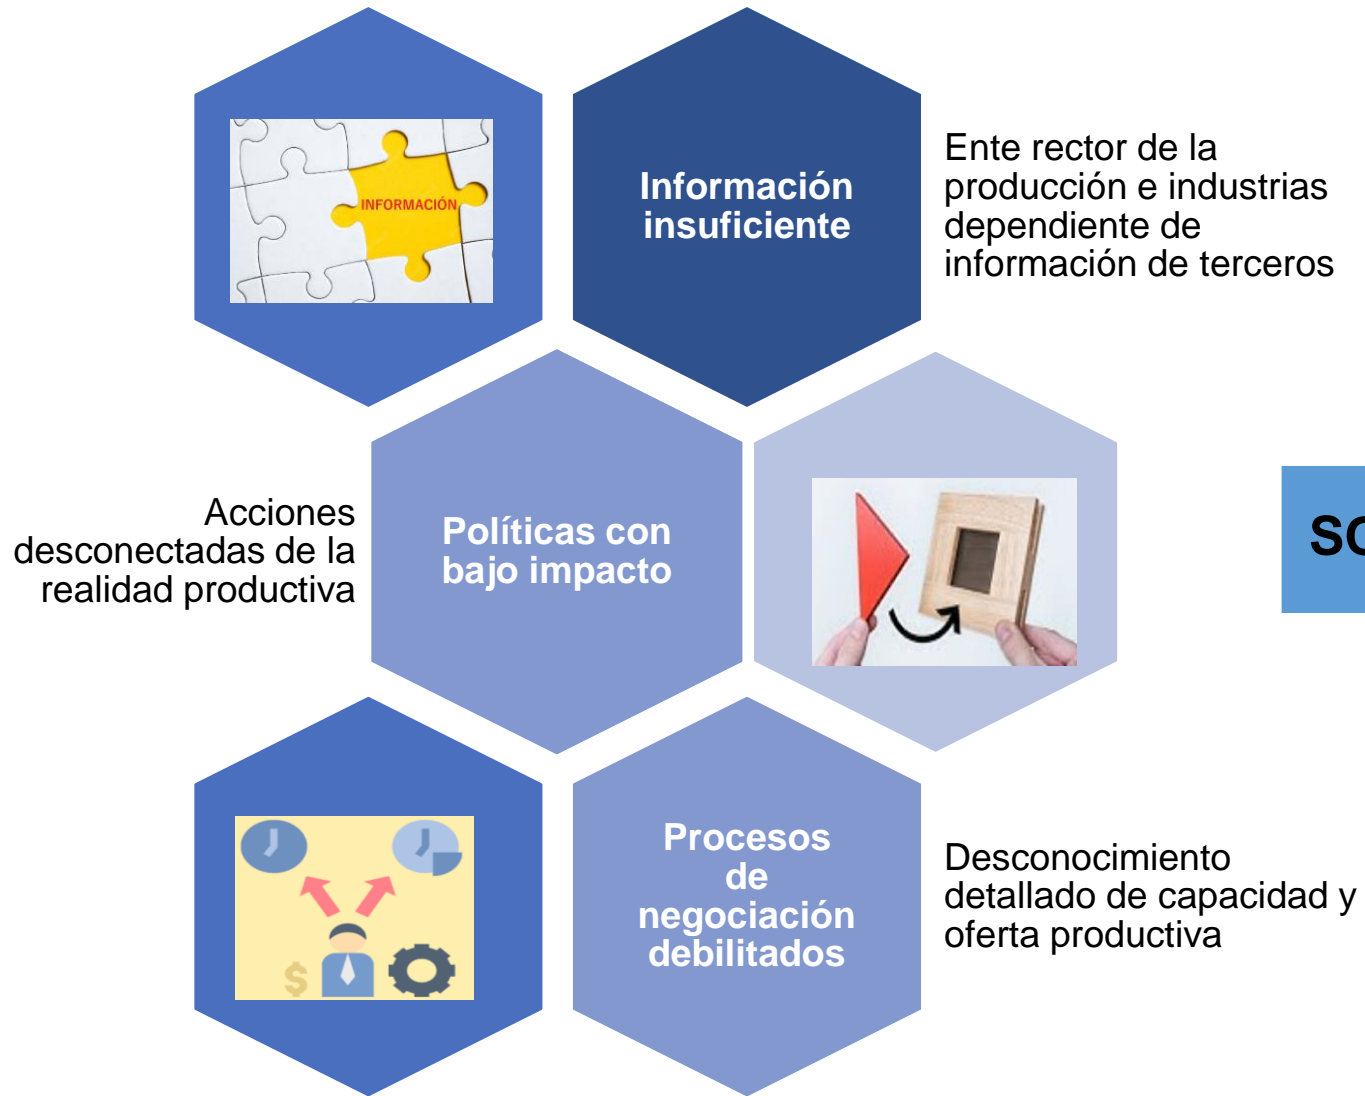 INFORMACIÓN
Información
insuficiente
Ente rector de la
producción e industrias
dependiente de
información de terceros
Acciones
desconectadas de la
realidad productiva
Políticas con
bajo impacto
Procesos
de
negociación
debilitados
Desconocimiento
detallado de capacidad y
oferta productiva
$